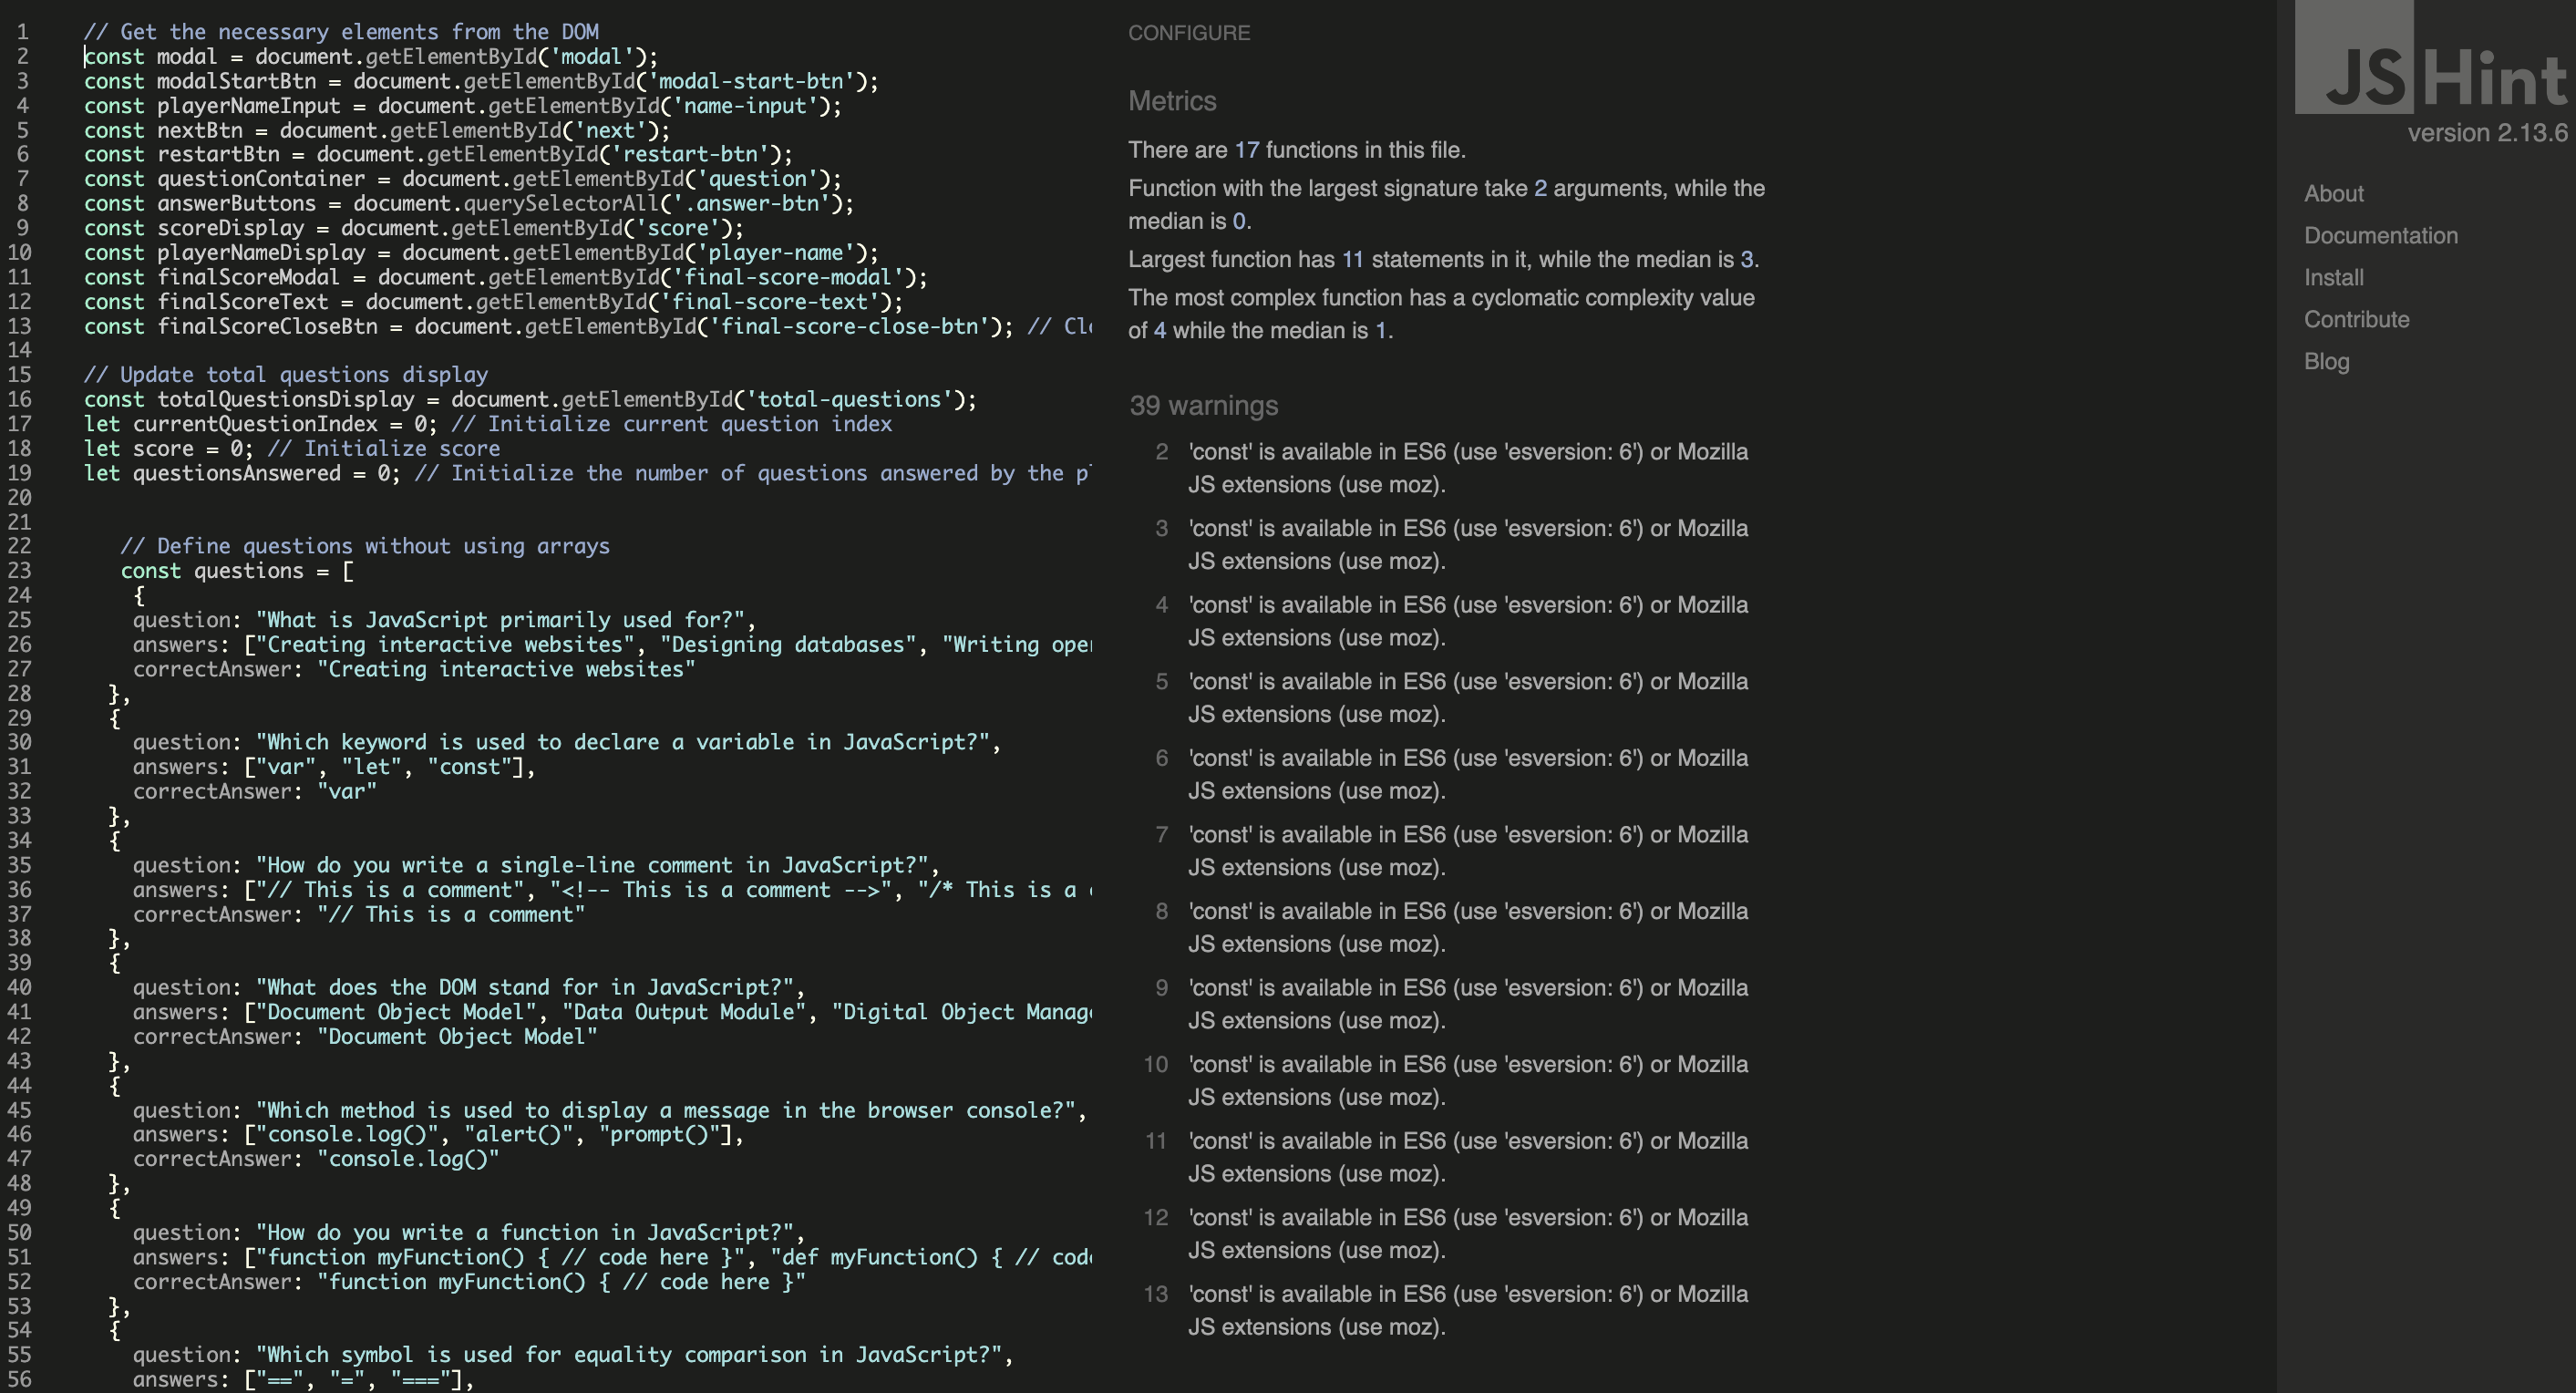 1 // Get the necessary elements from the DOM
2 const modal = document.getElementById('modal');
3 const modalStartBtn = document.getElementById('modal-start-btn');
4 const playerNameInput = document.getElementById('name-input');
5 const nextBtn = document.getElementById('next');
6 const restartBtn = document.getElementById('restart-btn');
7 const questionContainer = document.getElementById('question');
8 const answerButtons = document.querySelectorAll('.answer-btn');
9 const scoreDisplay = document.getElementById('score');
10 const playerNameDisplay = document.getElementById('player-name');
11 const finalScoreModal = document.getElementById('final-score-modal');
12 const finalScoreText = document.getElementById('final-score-text');
13 const finalScoreCloseBtn = document.getElementById('final-score-close-btn'); //
14
15 // Update total questions display
16 const totalQuestionsDisplay = document.getElementById('total-questions');
17 let currentQuestionIndex = 0; // Initialize current question index
18 let score = 0; // Initialize score
19 let questionsAnswered = 0; // Initialize the number of questions answered by the
20
21
22 // Define questions without using arrays
23 const questions = [
24 {
25 question: "What is JavaScript primarily used for?",
26 answers: ["Creating interactive websites", "Designing databases", "Writing
27 correctAnswer: "Creating interactive websites"
28 },
29 {
30 question: "Which keyword is used to declare a variable in JavaScript?",
31 answers: ["var", "let", "const"],
32 correctAnswer: "var"
33 },
34 {
35 question: "How do you write a single-line comment in JavaScript?",
36 answers: ["// This is a comment", "<!-- This is a comment -->", "/* This is a
37 correctAnswer: "// This is a comment"
38 },
39 {
40 question: "What does the DOM stand for in JavaScript?",
41 answers: ["Document Object Model", "Data Output Module", "Digital Object
42 correctAnswer: "Document Object Model"
43 },
44 {
45 question: "Which method is used to display a message in the browser console?",
46 answers: ["console.log()", "alert()", "prompt()"],
47 correctAnswer: "console.log()"
48 },
49 {
50 question: "How do you write a function in JavaScript?",
51 answers: ["function myFunction() { // code here }", "def myFunction() { //
52 correctAnswer: "function myFunction() { // code here }"
53 },
54 {
55 question: "Which symbol is used for equality comparison in JavaScript?",
56 answers: ["==", "=", "==="],
CONFIGURE
Metrics
There are 17 functions in this file.
Function with the largest signature take 2 arguments, while the
median is 0.
Largest function has 11 statements in it, while the median is 3.
The most complex function has a cyclomatic complexity value
of 4 while the median is 1.
39 warnings
2 'const' is available in ES6 (use 'esversion: 6') or Mozilla
JS extensions (use moz).
3 'const' is available in ES6 (use 'esversion: 6') or Mozilla
JS extensions (use moz).
4 'const' is available in ES6 (use 'esversion: 6') or Mozilla
JS extensions (use moz).
5 'const' is available in ES6 (use 'esversion: 6') or Mozilla
JS extensions (use moz).
6 'const' is available in ES6 (use 'esversion: 6') or Mozilla
JS extensions (use moz).
7 'const' is available in ES6 (use 'esversion: 6') or Mozilla
JS extensions (use moz).
8 'const' is available in ES6 (use 'esversion: 6') or Mozilla
JS extensions (use moz).
9 'const' is available in ES6 (use 'esversion: 6') or Mozilla
JS extensions (use moz).
10 'const' is available in ES6 (use 'esversion: 6') or Mozilla
JS extensions (use moz).
11 'const' is available in ES6 (use 'esversion: 6') or Mozilla
JS extensions (use moz).
12 'const' is available in ES6 (use 'esversion: 6') or Mozilla
JS extensions (use moz).
13 'const' is available in ES6 (use 'esversion: 6') or Mozilla
JS extensions (use moz).
JSHint
version 2.13.6
About
Documentation
Install
Contribute
Blog